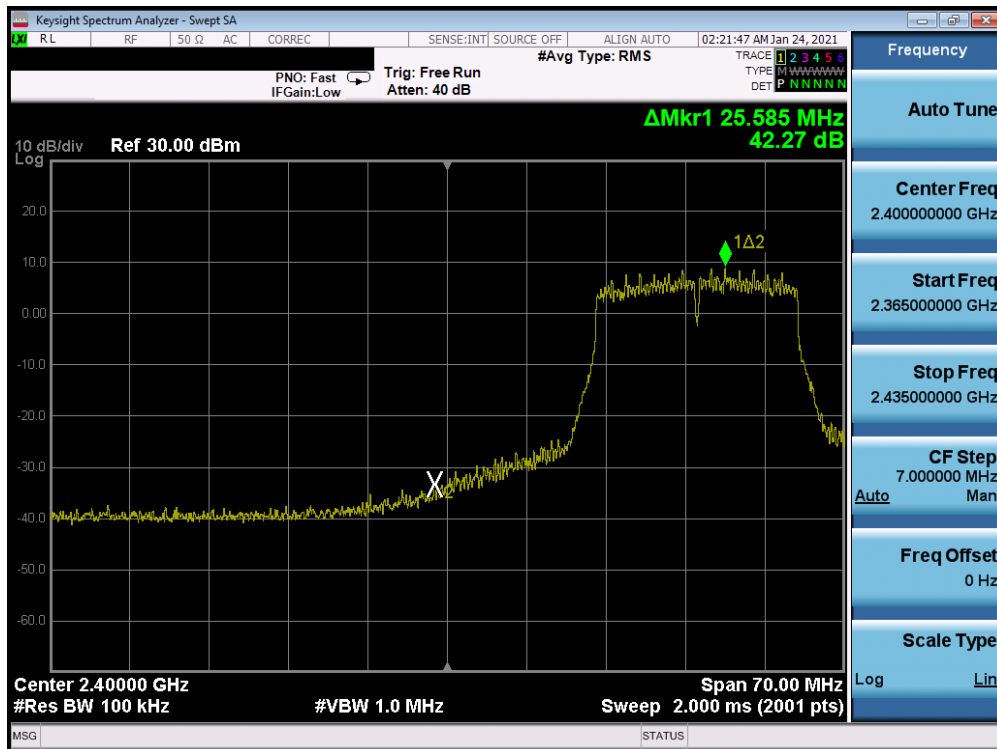 Keysight Spectrum Analyzer - Swept SA
LXI RL RF 50 Ω AC CORREC SENSE:INT SOURCE OFF ALIGN AUTO 02:21:47 AM Jan 24, 2021
#Avg Type: RMS
TRACE 1 2 3 4 5 6
PNO: Fast Trig: Free Run
TYPE M WWWWW
IFGain:Low Atten: 40 dB
DET P N N N N N
ΔMkr1 25.585 MHz
42.27 dB
10 dB/div Ref 30.00 dBm
Log
20.0
1Δ2
10.0
0.00
-10.0
-20.0
-30.0
X2
-40.0
-50.0
-60.0
Center 2.40000 GHz Span 70.00 MHz
#Res BW 100 kHz #VBW 1.0 MHz Sweep 2.000 ms (2001 pts)
MSG STATUS
Frequency
Auto Tune
Center Freq
2.400000000 GHz
Start Freq
2.365000000 GHz
Stop Freq
2.435000000 GHz
CF Step
7.000000 MHz
Auto Man
Freq Offset
0 Hz
Scale Type
Log Lin